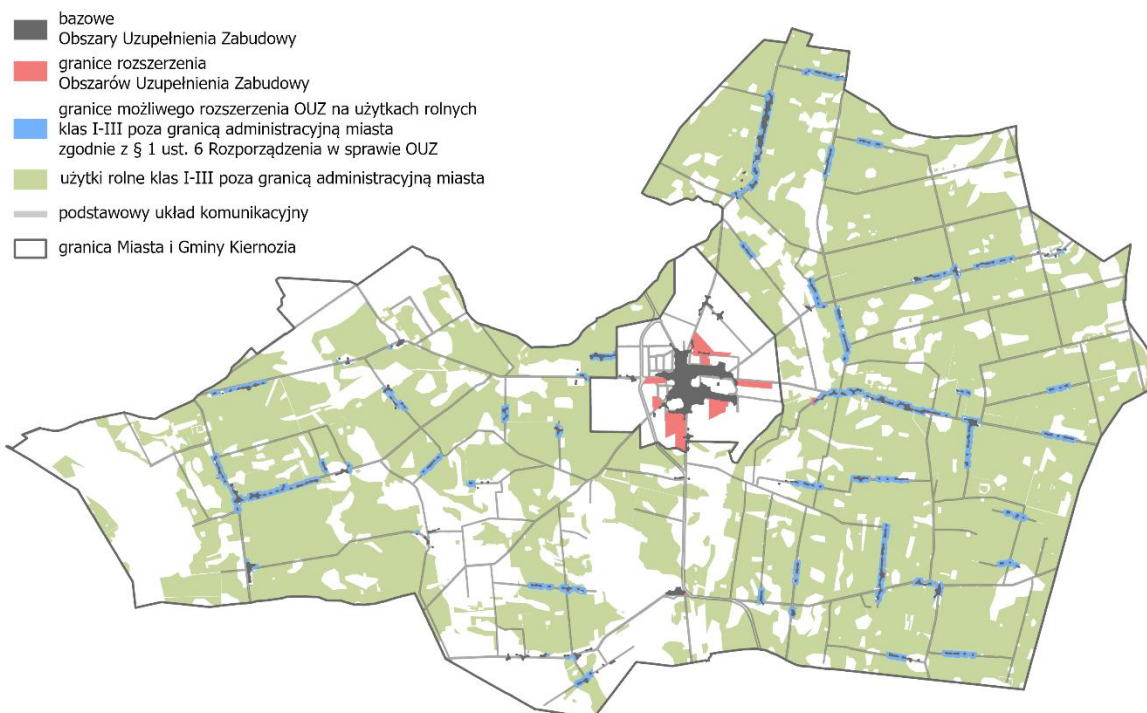 bazowe
Obszary Uzupełnienia Zabudowy
granice rozszerzenia
Obszarów Uzupełnienia Zabudowy
granice możliwego rozszerzenia OUZ na użytkach rolnych
klas I-III poza granicą administracyjną miasta
zgodnie z § 1 ust. 6 Rozporządzenia w sprawie OUZ
użytki rolne klas I-III poza granicą administracyjną miasta
podstawowy układ komunikacyjny
granica Miasta i Gminy Kiernozia